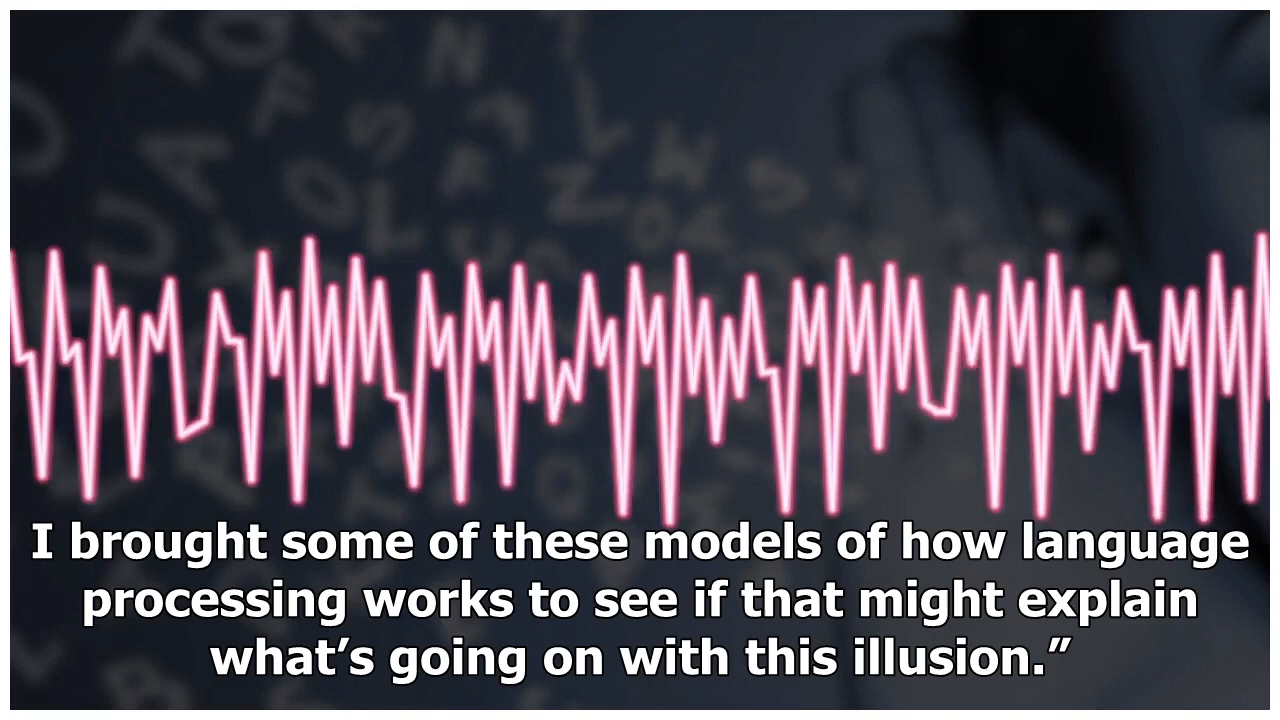 I brought some of these models of how language
processing works to see if that might explain
what’s going on with this illusion.”